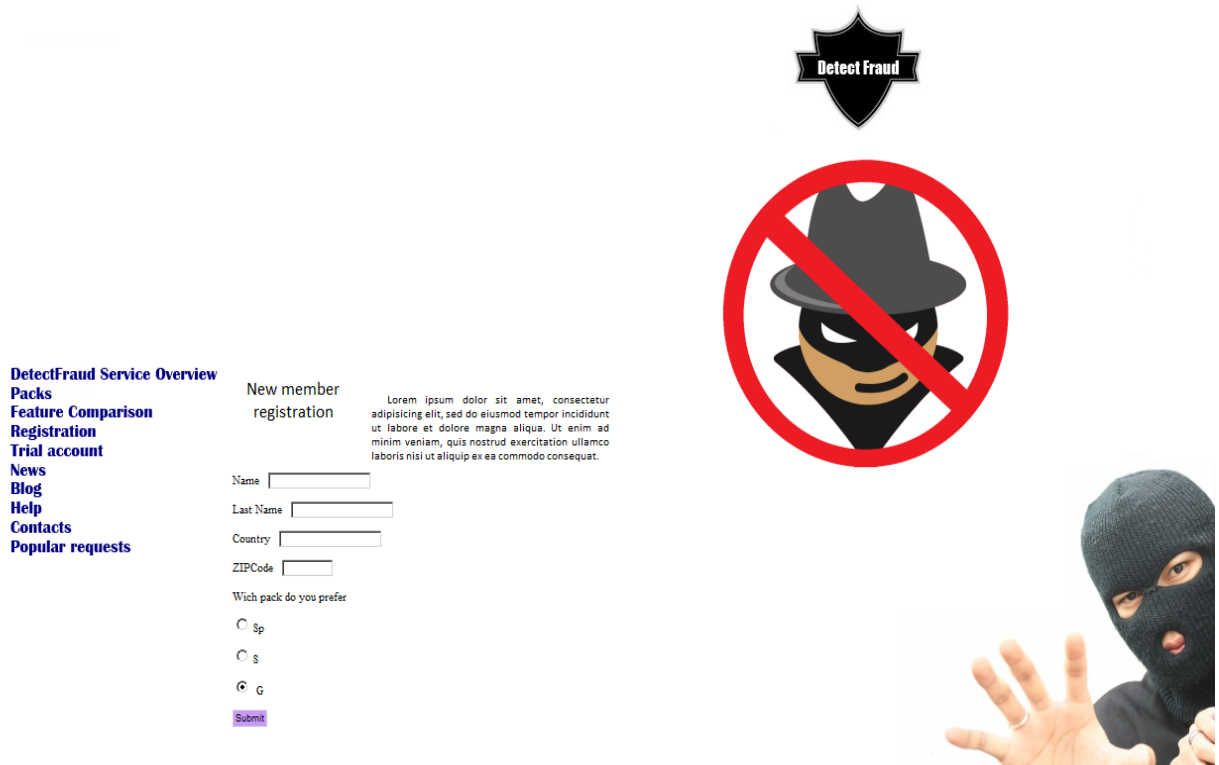 Detect Fraud
DetectFraud Service Overview
Packs
Feature Comparison
Registration
Trial account
News
Blog
Help
Contacts
Popular requests
New member
registration
Lorem ipsum dolor sit amet, consectetur
adipisicing elit, sed do eiusmod tempor incididunt
ut labore et dolore magna aliqua. Ut enim ad
minim veniam, quis nostrud exercitation ullamco
laboris nisi ut aliquip ex ea commodo consequat.
Name
Last Name
Country
ZIPCode
Wich pack do you prefer
Sp
S
G
Submit